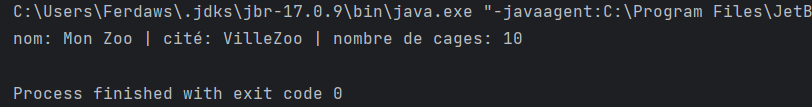 C:\Users\Ferdaws\.jdks\jbr-17.0.9\bin\java.exe "-javaagent:C:\Program Files\JetB
nom: Mon Zoo | cité: VilleZoo | nombre de cages: 10
Process finished with exit code 0